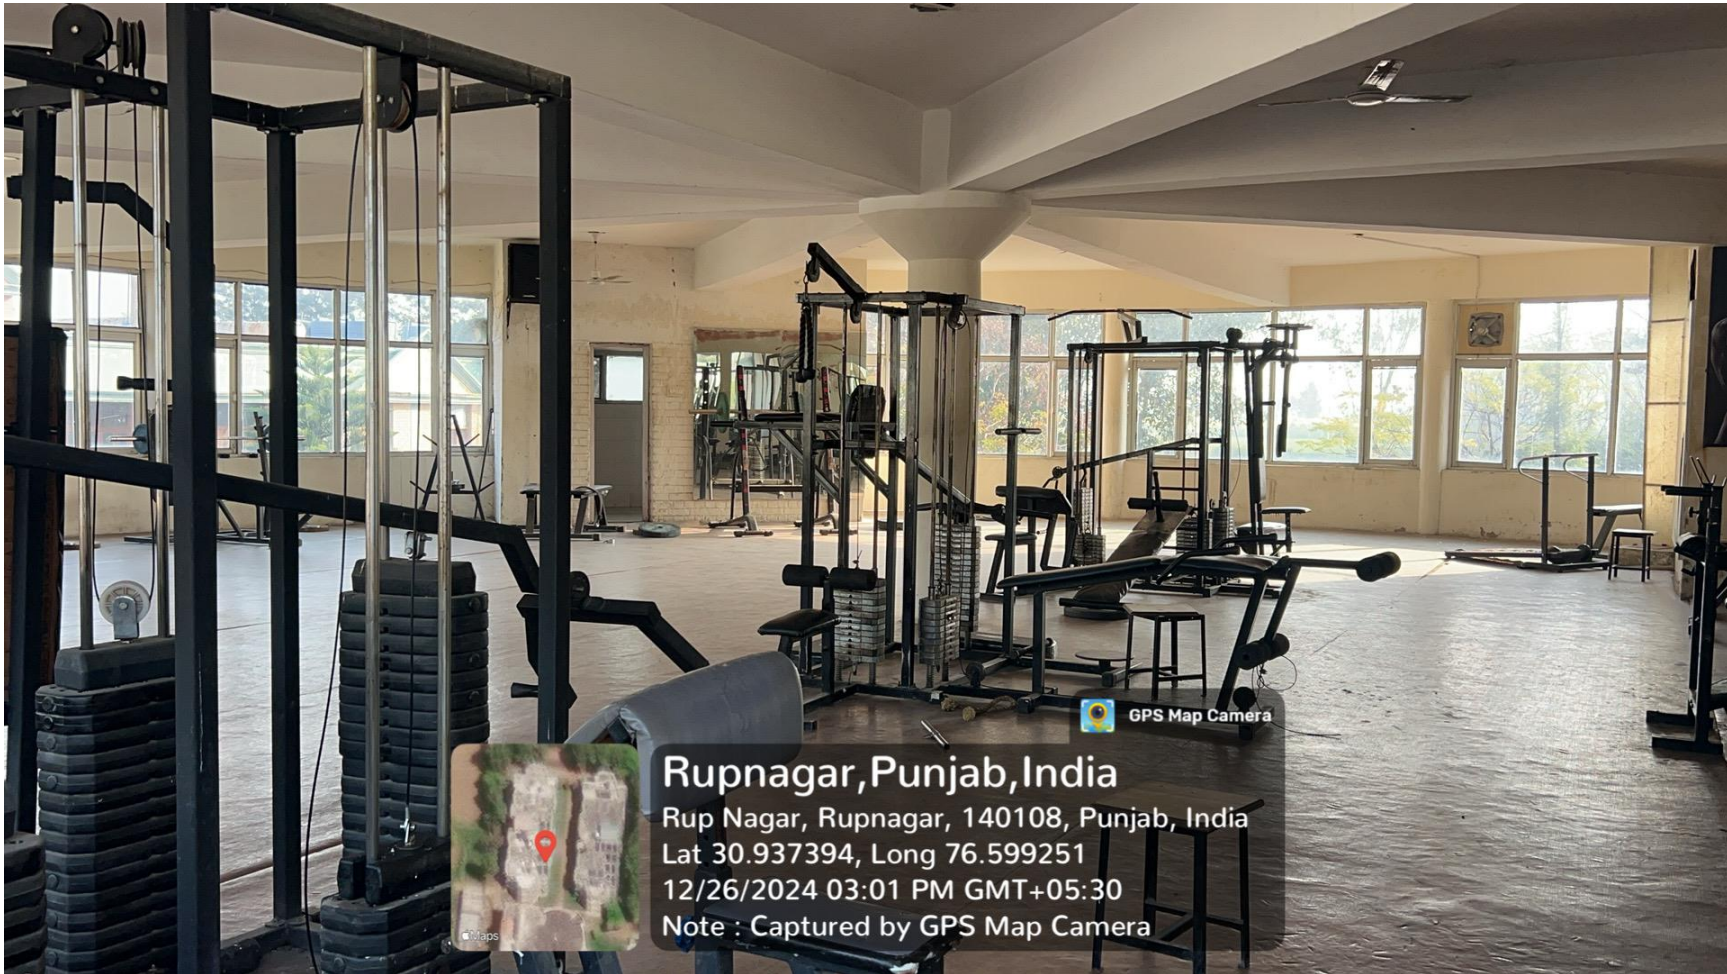 GPS Map Camera
Rupnagar,Punjab,India
Rup Nagar, Rupnagar, 140108, Punjab, India
Lat 30.937394, Long 76.599251
12/26/2024 03:01 PM GMT+05:30
Note : Captured by GPS Map Camera
Maps